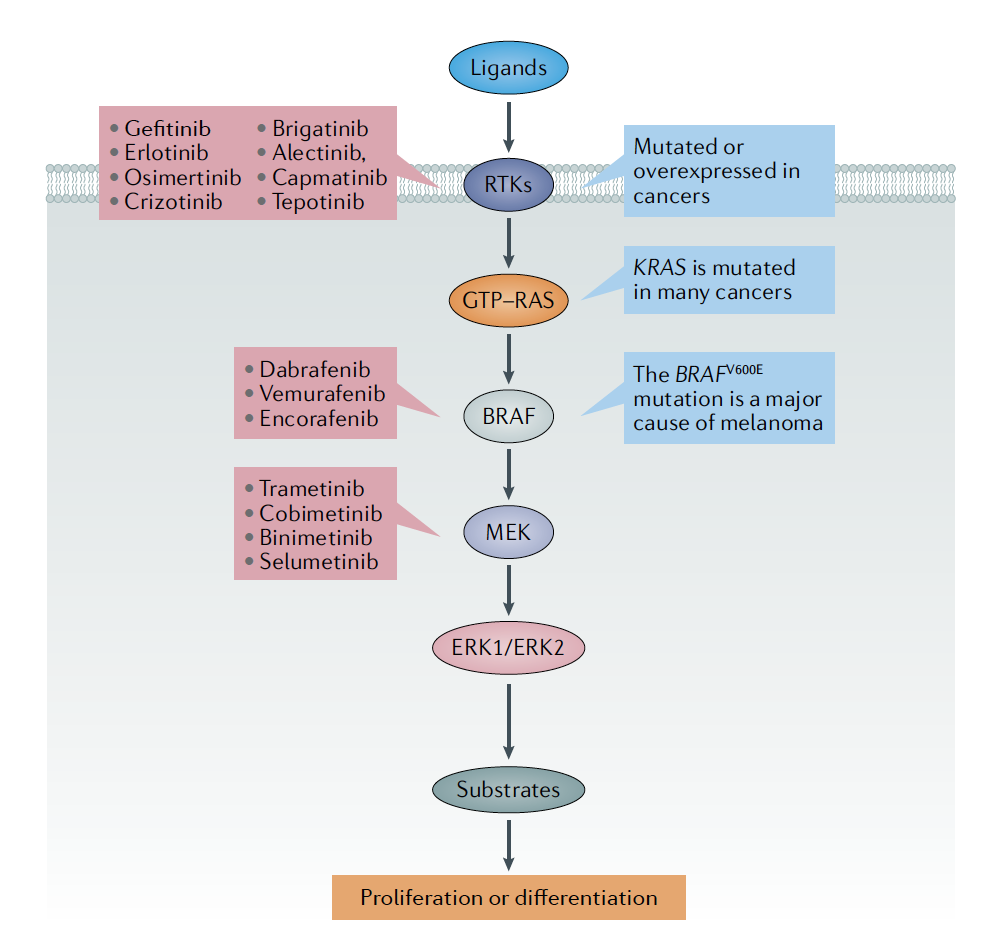 Ligands
• Gefitinib
• Erlotinib
• Osimertinib
• Crizotinib
• Brigatinib
• Alectinib,
• Capmatinib
• Tepotinib
RTKs
Mutated or
overexpressed in
cancers
GTP–RAS
KRAS is mutated
in many cancers
• Dabrafenib
• Vemurafenib
• Encorafenib
BRAF
The BRAFV600E
mutation is a major
cause of melanoma
• Trametinib
• Cobimetinib
• Binimetinib
• Selumetinib
MEK
ERK1/ERK2
Substrates
Proliferation or differentiation